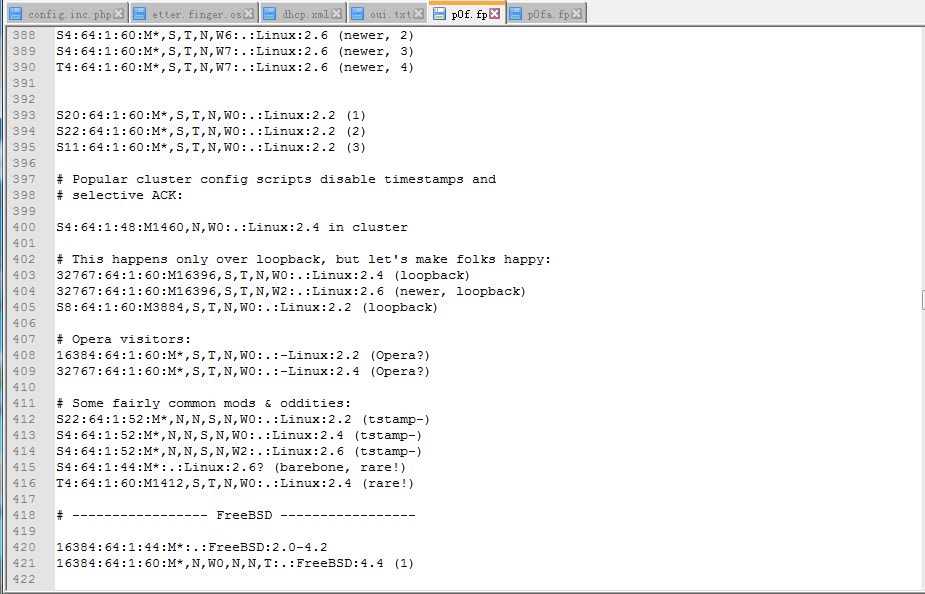 config.inc.php etter.finger.os dhcp.xml oui.txt p0f.fp p0fa.fp
388 S4:64:1:60:M*,S,T,N,W6:.:Linux:2.6 (newer, 2)
389 S4:64:1:60:M*,S,T,N,W7:.:Linux:2.6 (newer, 3)
390 T4:64:1:60:M*,S,T,N,W7:.:Linux:2.6 (newer, 4)
391
392
393 S20:64:1:60:M*,S,T,N,W0:.:Linux:2.2 (1)
394 S22:64:1:60:M*,S,T,N,W0:.:Linux:2.2 (2)
395 S11:64:1:60:M*,S,T,N,W0:.:Linux:2.2 (3)
396
397 # Popular cluster config scripts disable timestamps and
398 # selective ACK:
399
400 S4:64:1:48:M1460,N,W0:.:Linux:2.4 in cluster
401
402 # This happens only over loopback, but let's make folks happy:
403 32767:64:1:60:M16396,S,T,N,W0:.:Linux:2.4 (loopback)
404 32767:64:1:60:M16396,S,T,N,W2:.:Linux:2.6 (newer, loopback)
405 S8:64:1:60:M3884,S,T,N,W0:.:Linux:2.2 (loopback)
406
407 # Opera visitors:
408 16384:64:1:60:M*,S,T,N,W0:.:-Linux:2.2 (Opera?)
409 32767:64:1:60:M*,S,T,N,W0:.:-Linux:2.4 (Opera?)
410
411 # Some fairly common mods & oddities:
412 S22:64:1:52:M*,N,N,S,N,W0:.:Linux:2.2 (tstamp-)
413 S4:64:1:52:M*,N,N,S,N,W0:.:Linux:2.4 (tstamp-)
414 S4:64:1:52:M*,N,N,S,N,W2:.:Linux:2.6 (tstamp-)
415 S4:64:1:44:M*:.:Linux:2.6? (barebone, rare!)
416 T4:64:1:60:M1412,S,T,N,W0:.:Linux:2.4 (rare!)
417
418 # ----------------- FreeBSD -----------------
419
420 16384:64:1:44:M*:.:FreeBSD:2.0-4.2
421 16384:64:1:60:M*,N,W0,N,N,T:.:FreeBSD:4.4 (1)
422